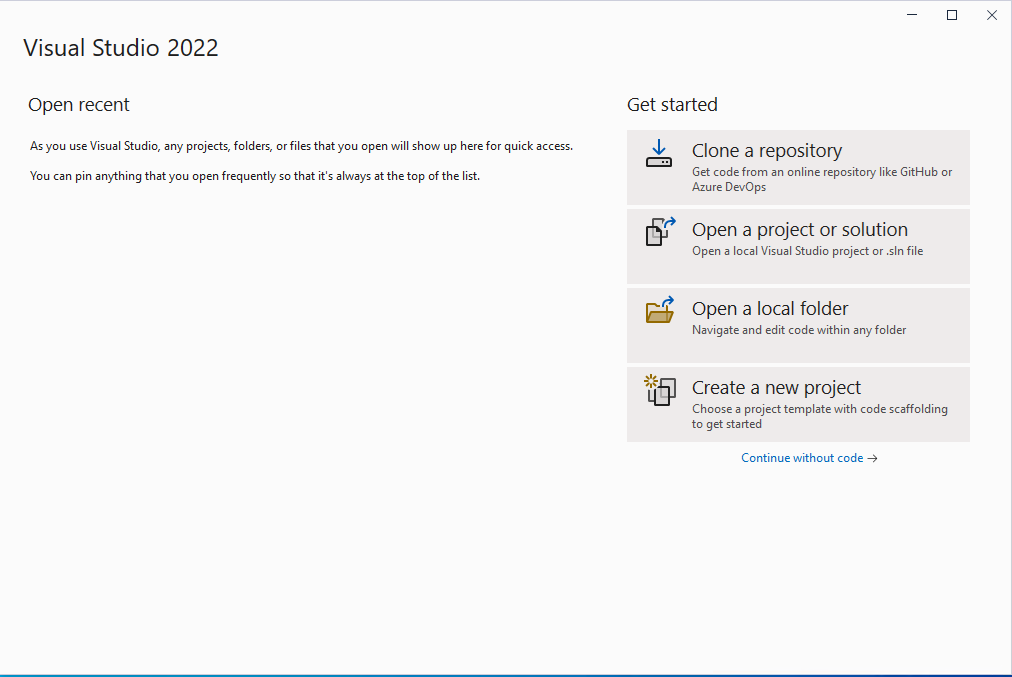 Visual Studio 2022
Open recent
As you use Visual Studio, any projects, folders, or files that you open will show up here for quick access.
You can pin anything that you open frequently so that it's always at the top of the list.
Get started
Clone a repository
Get code from an online repository like GitHub or
Azure DevOps
Open a project or solution
Open a local Visual Studio project or .sln file
Open a local folder
Navigate and edit code within any folder
Create a new project
Choose a project template with code scaffolding
to get started
Continue without code →